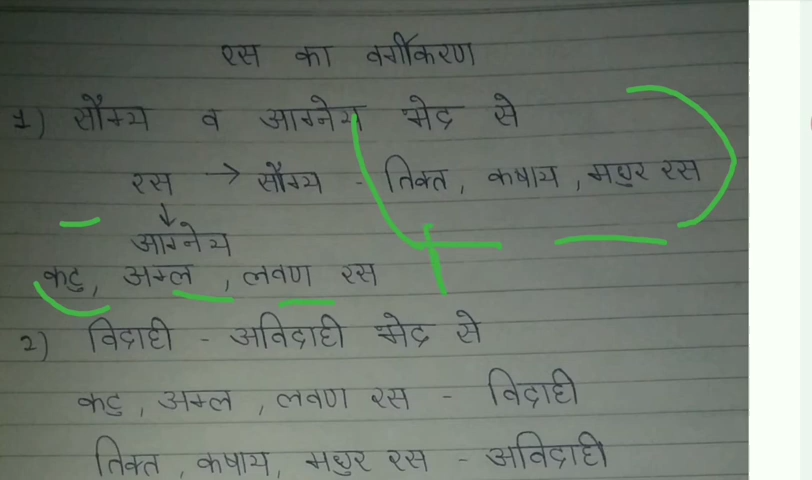 रस का वर्गीकरण
1) सौम्य व आग्नेय भेद से
रस → सौम्य - तिक्त, कषाय, मधुर रस
↓
आग्नेय
कटु, अम्ल, लवण रस
2) विदाही - अविदाही भेद से
कटु, अम्ल, लवण रस - विदाही
तिक्त, कषाय, मधुर रस - अविदाही